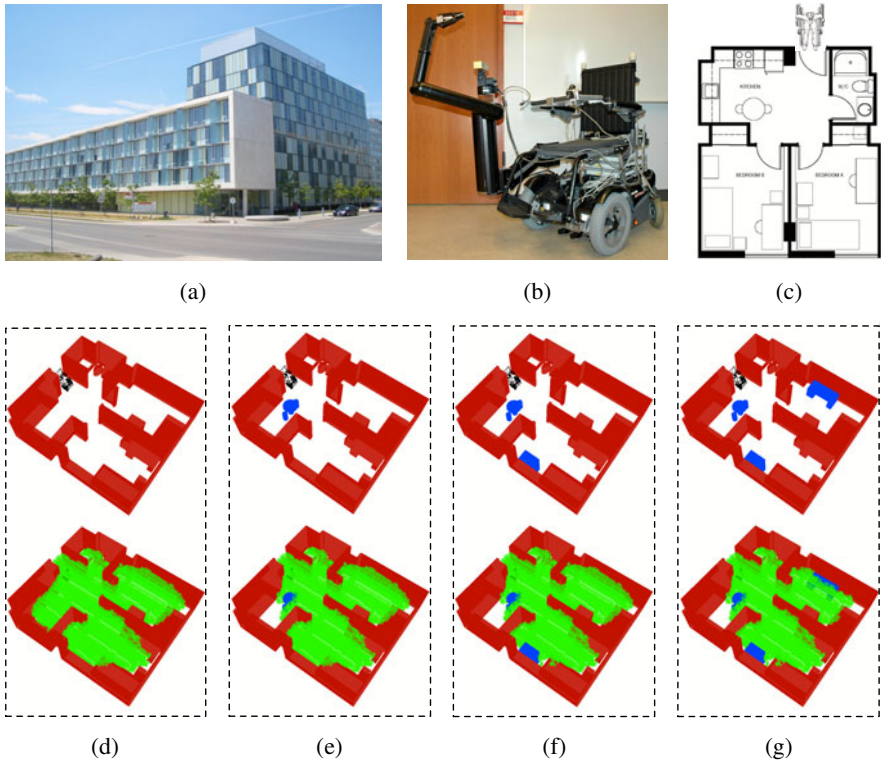 (a)
(b)
(c)
KITCHEN
W/C
BEDROOM B
BEDROOM A
(d)
(e)
(f)
(g)